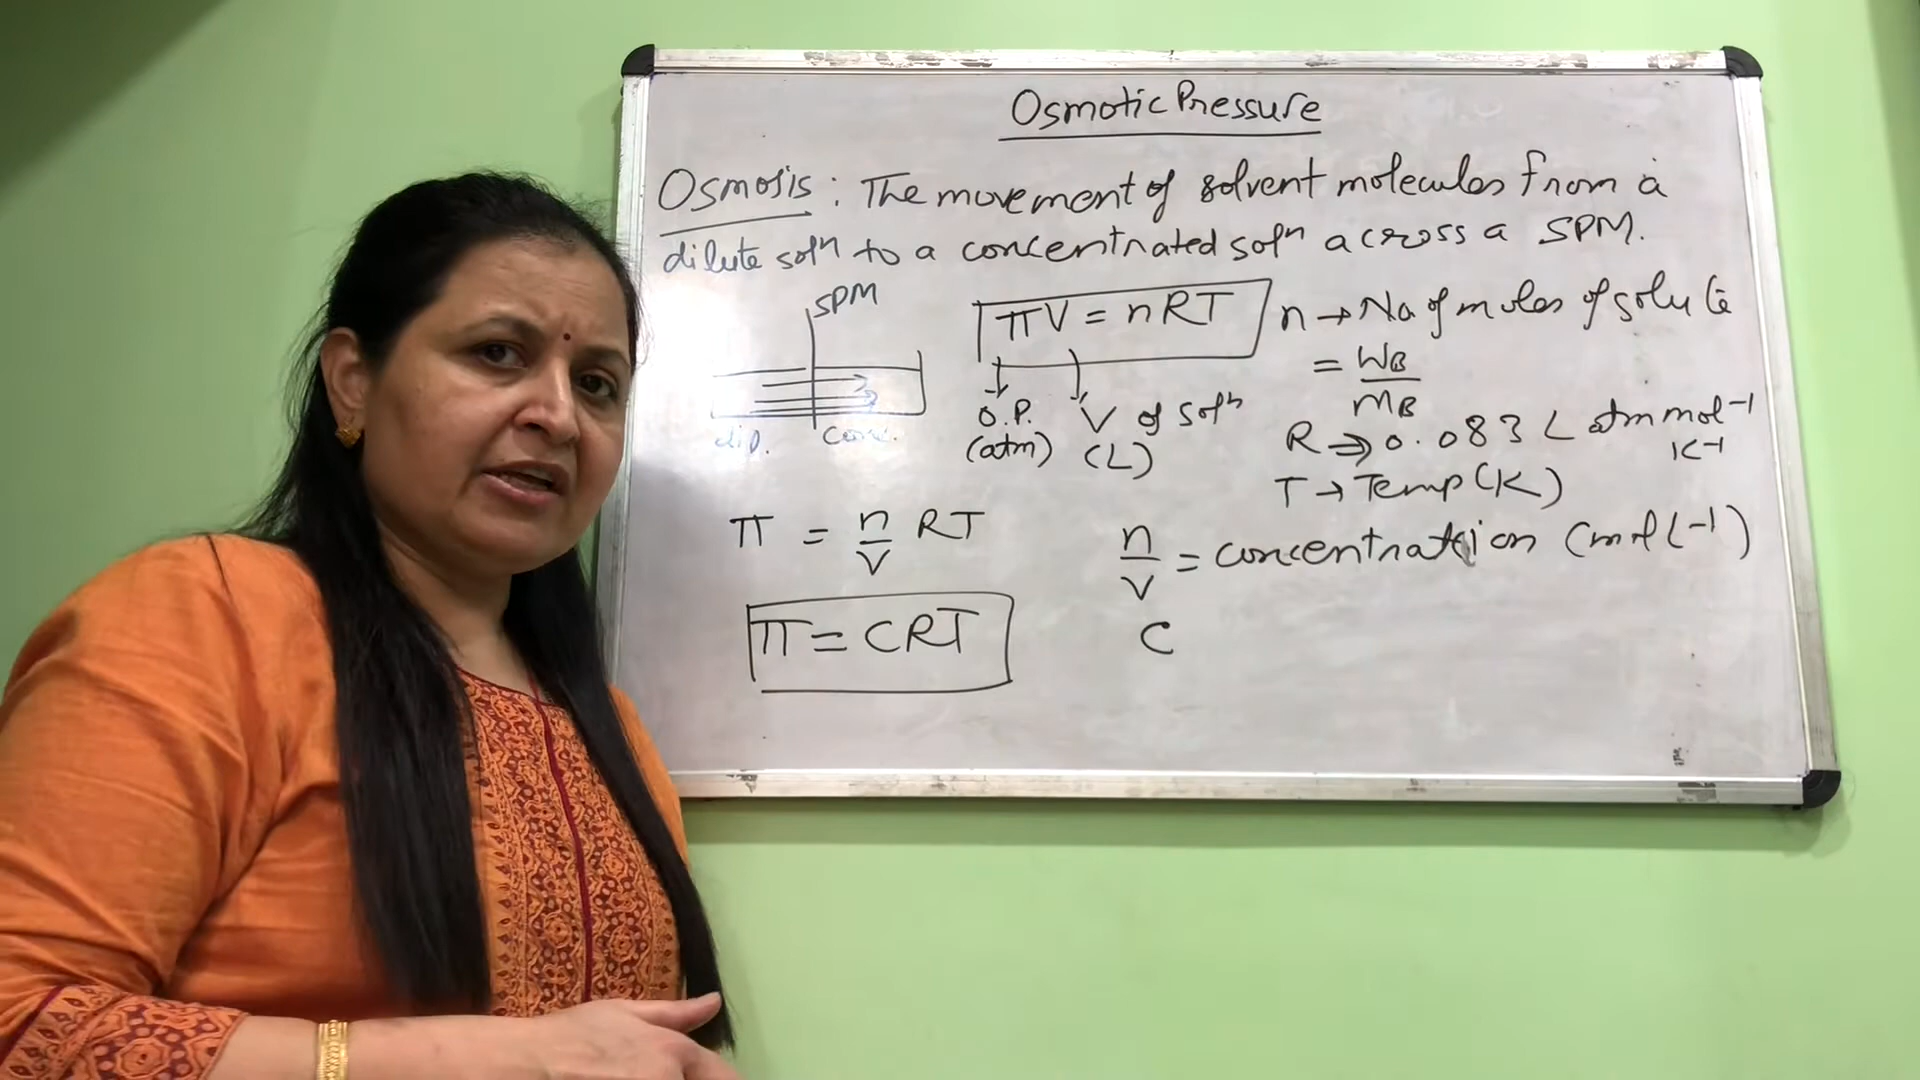 Osmotic Pressure
Osmosis : The movement of solvent molecules from a
dilute solⁿ to a concentrated solⁿ across a SPM.
SPM
dil. conc.
πV = nRT
O.P. V of solⁿ
(atm) (L)
n → No of moles of solute
= WB
MB
R ⇒ 0.083 L atm mol⁻¹
K⁻¹
T → Temp (K)
π = n/V RT
n/V = concentration (mol L⁻¹)
π = CRT
C